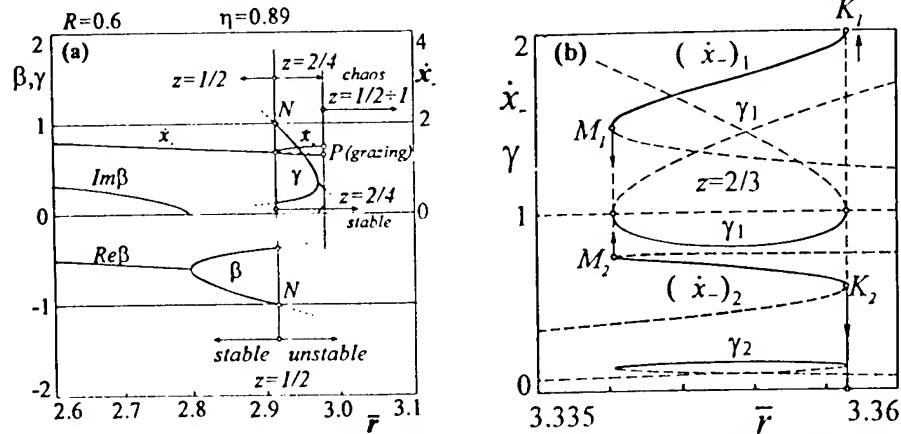 R=0.6 η=0.89
(a)
β,γ
2
1
0
-1
-2
4
ẋ-
2
0
z=1/2
z=2/4
chaos
z=1/2÷1
N
ẋ-
ẋ-
P(grazing)
γ
Imβ
z=2/4
stable
Reβ
β
N
stable
unstable
z=1/2
2.6 2.7 2.8 2.9 3.0 3.1
r̅
(b)
K1
2
(ẋ-)1
ẋ-
γ
γ1
M1
z=2/3
1
γ1
M2
(ẋ-)2
K2
γ2
0
3.335 r̅ 3.36